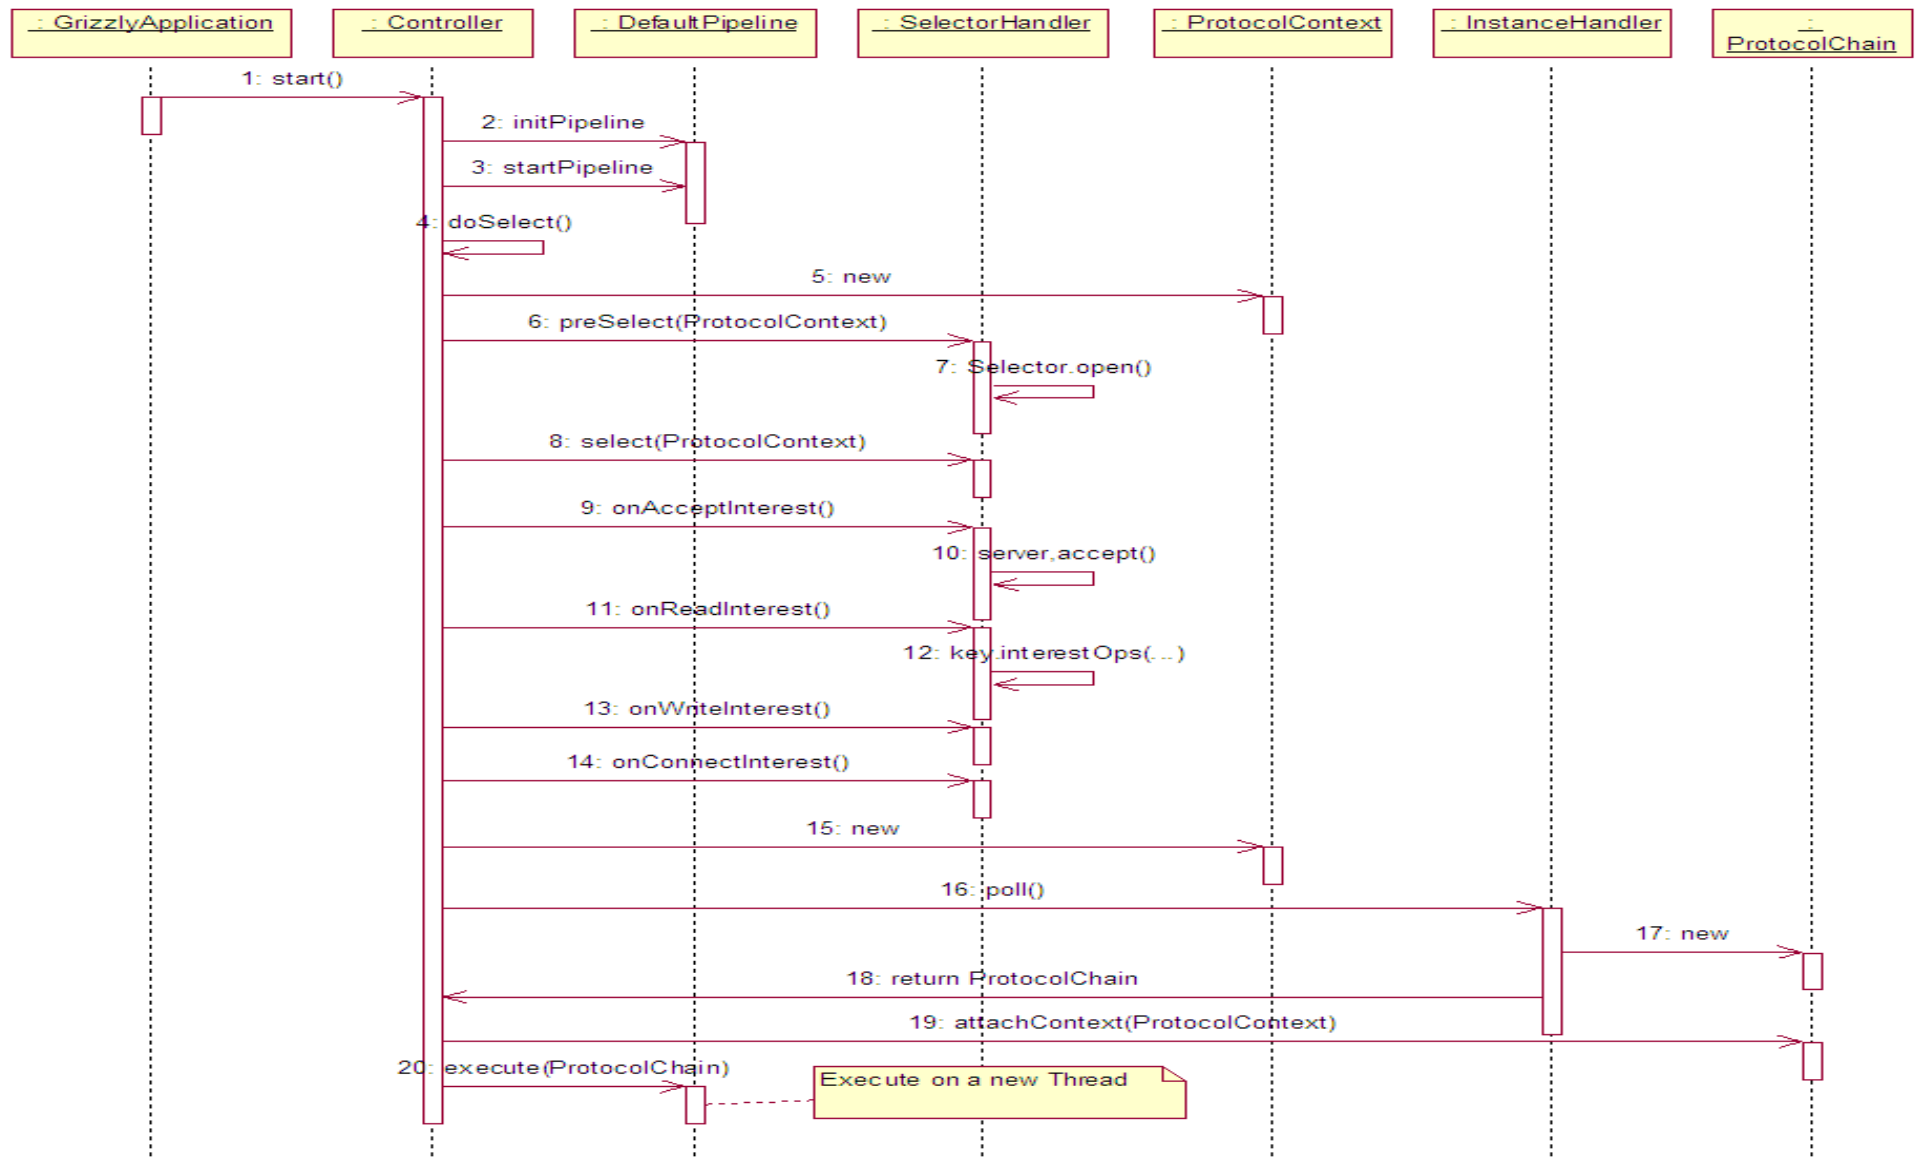 : GrizzlyApplication
: Controller
: DefaultPipeline
: SelectorHandler
: ProtocolContext
: InstanceHandler
:
ProtocolChain
1: start()
2: initPipeline
3: startPipeline
4: doSelect()
5: new
6: preSelect(ProtocolContext)
7: Selector.open()
8: select(ProtocolContext)
9: onAcceptInterest()
10: server,accept()
11: onReadInterest()
12: key.interestOps(...)
13: onWriteInterest()
14: onConnectInterest()
15: new
16: poll()
17: new
18: return ProtocolChain
19: attachContext(ProtocolContext)
20: execute(ProtocolChain)
Execute on a new Thread